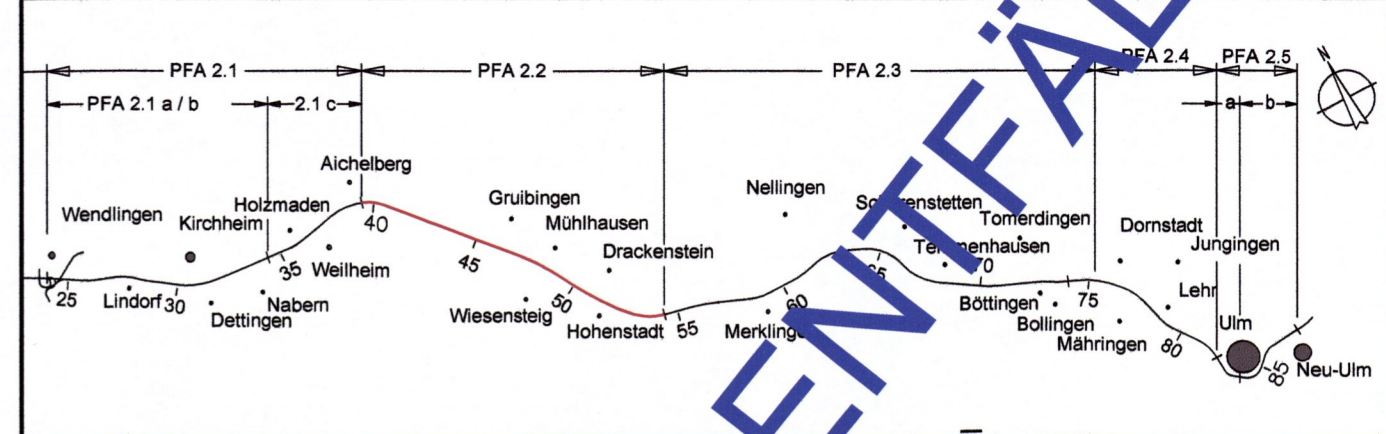 PFA 2.1
PFA 2.2
PFA 2.3
PFA 2.4
PFA 2.5
PFA 2.1 a / b
2.1 c
a
b
N
Aichelberg
Wendlingen
Kirchheim
Holzmaden
40
Gruibingen
Mühlhausen
Drackenstein
Nellingen
Tomerdingen
Dornstadt
Jungingen
25
Lindorf
30
Dettingen
Nabern
35
Weilheim
45
Wiesensteig
50
Hohenstadt
55
60
65
70
Böttingen
Bollingen
Mähringen
75
Lehr
80
Ulm
85
Neu-Ulm